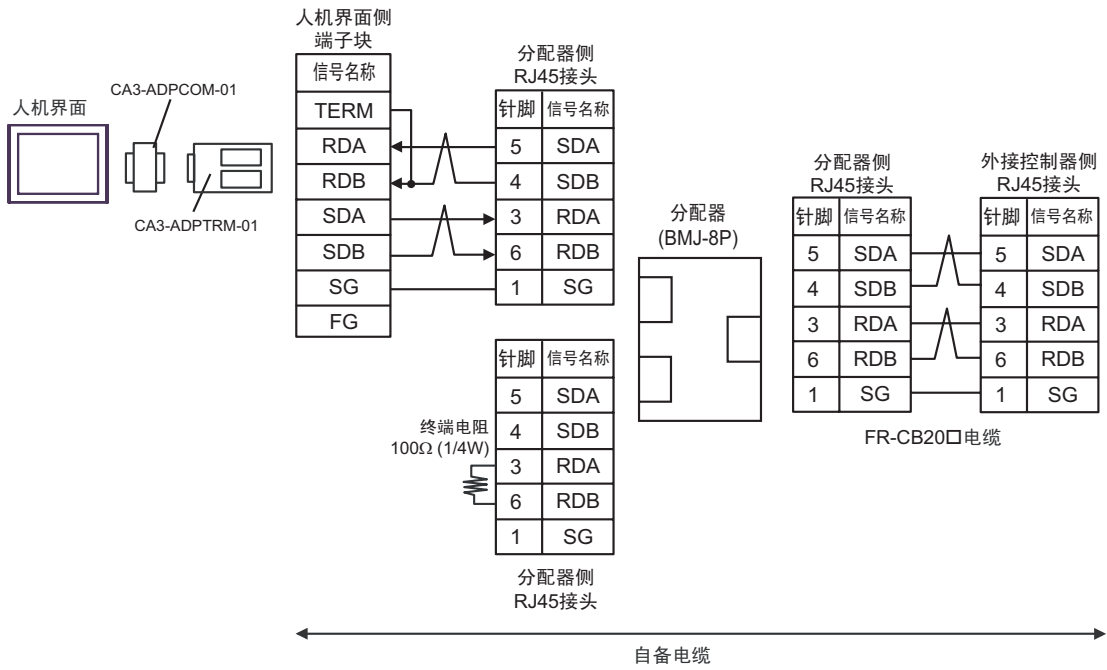 人机界面
CA3-ADPCOM-01
CA3-ADPTRM-01
人机界面侧
端子块
信号名称
TERM
RDA
RDB
SDA
SDB
SG
FG
分配器侧
RJ45接头
针脚 信号名称
5 SDA
4 SDB
3 RDA
6 RDB
1 SG
终端电阻
100Ω (1/4W)
针脚 信号名称
5 SDA
4 SDB
3 RDA
6 RDB
1 SG
分配器侧
RJ45接头
分配器
(BMJ-8P)
分配器侧
RJ45接头
针脚 信号名称
5 SDA
4 SDB
3 RDA
6 RDB
1 SG
外接控制器侧
RJ45接头
针脚 信号名称
5 SDA
4 SDB
3 RDA
6 RDB
1 SG
FR-CB20口电缆
自备电缆